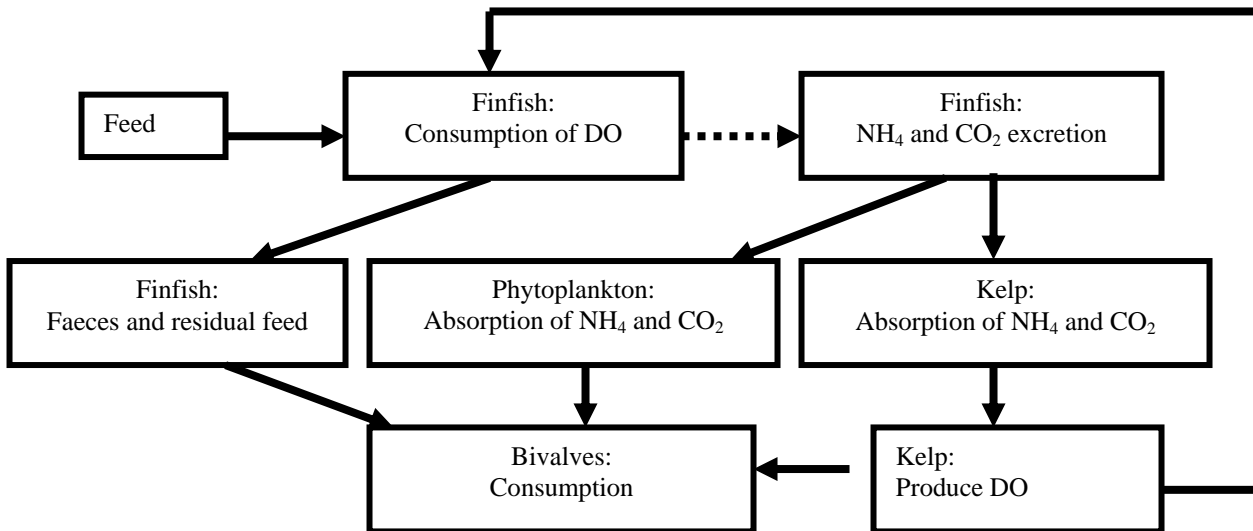 Feed
Finfish:
Consumption of DO
Finfish:
NH₄ and CO₂ excretion
Finfish:
Faeces and residual feed
Phytoplankton:
Absorption of NH₄ and CO₂
Kelp:
Absorption of NH₄ and CO₂
Bivalves:
Consumption
Kelp:
Produce DO